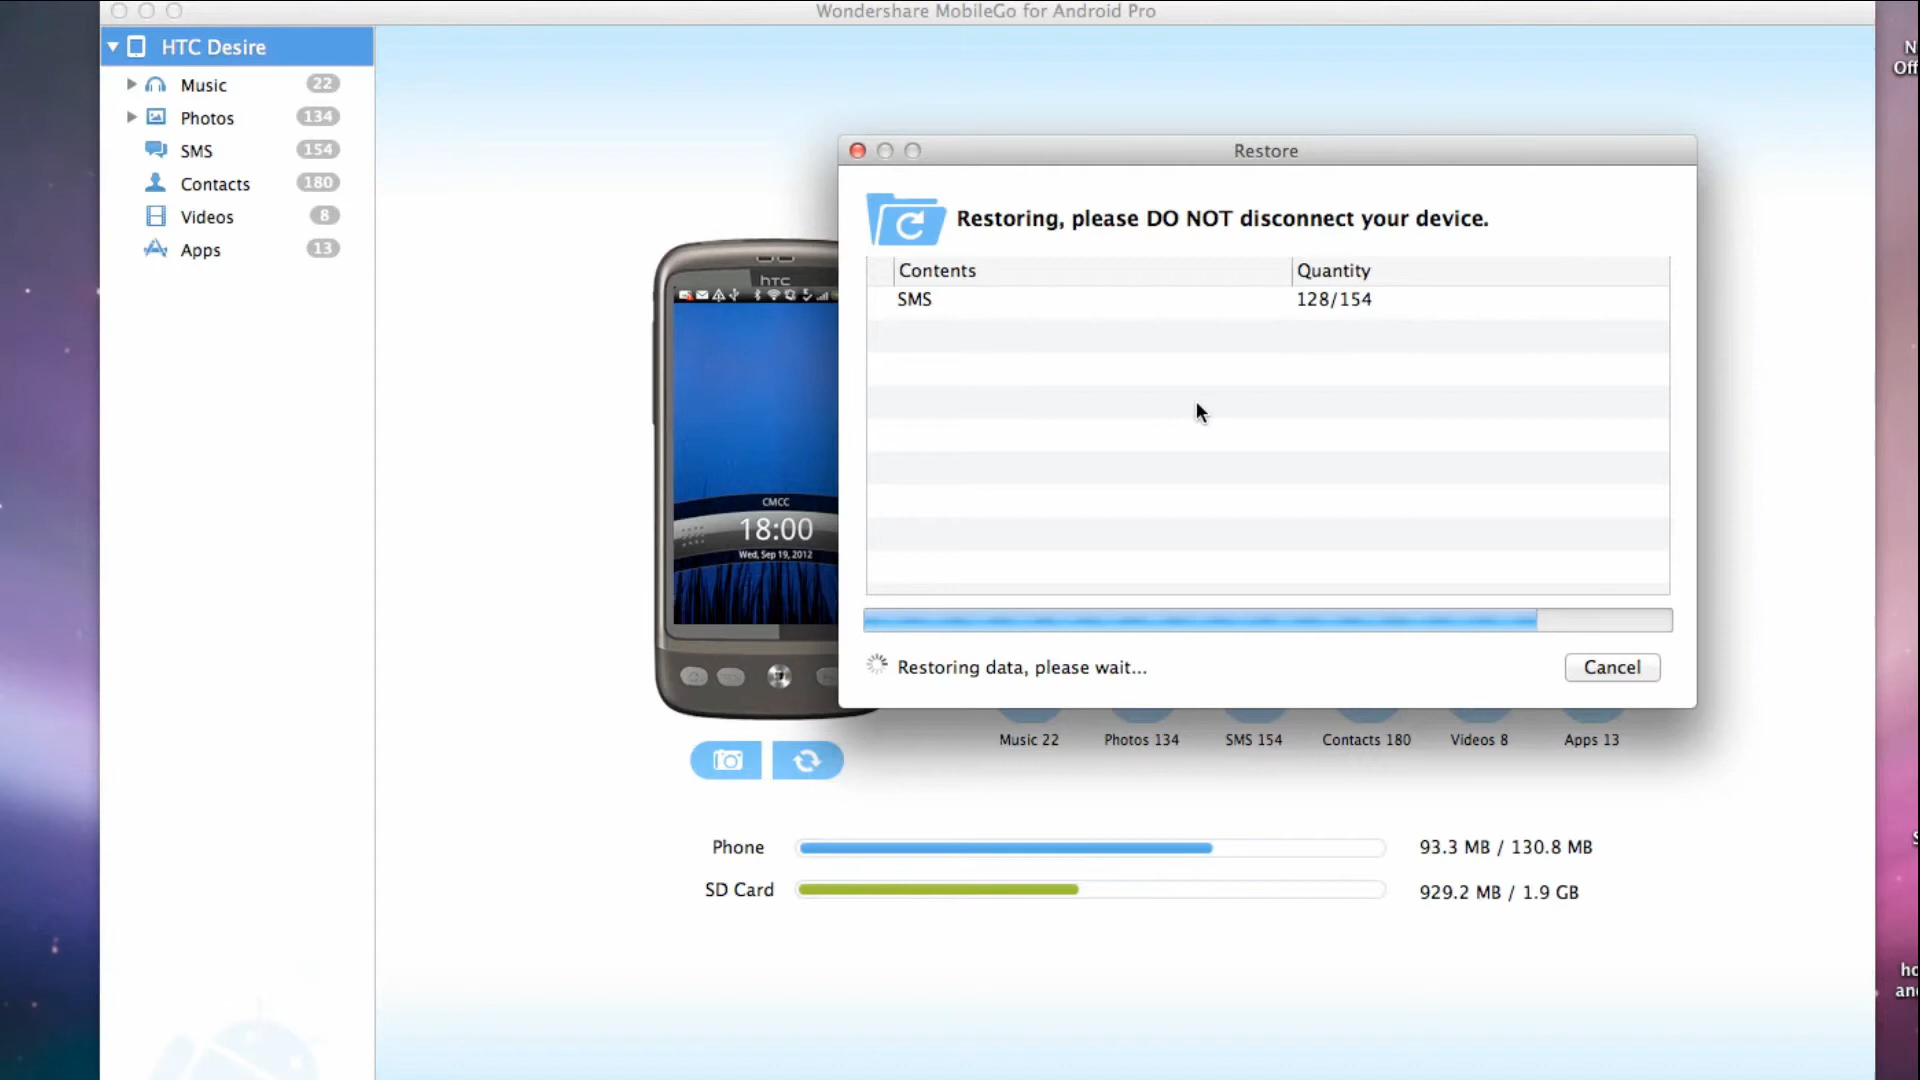 Wondershare MobileGo for Android Pro
HTC Desire
Music 22
Photos 134
SMS 154
Contacts 180
Videos 8
Apps 13
Restore
Restoring, please DO NOT disconnect your device.
Contents Quantity
SMS 128/154
Restoring data, please wait...
Cancel
htc
CMCC
18:00
Wed, Sep 19, 2012
Music 22 Photos 134 SMS 154 Contacts 180 Videos 8 Apps 13
Phone 93.3 MB / 130.8 MB
SD Card 929.2 MB / 1.9 GB
N
Off